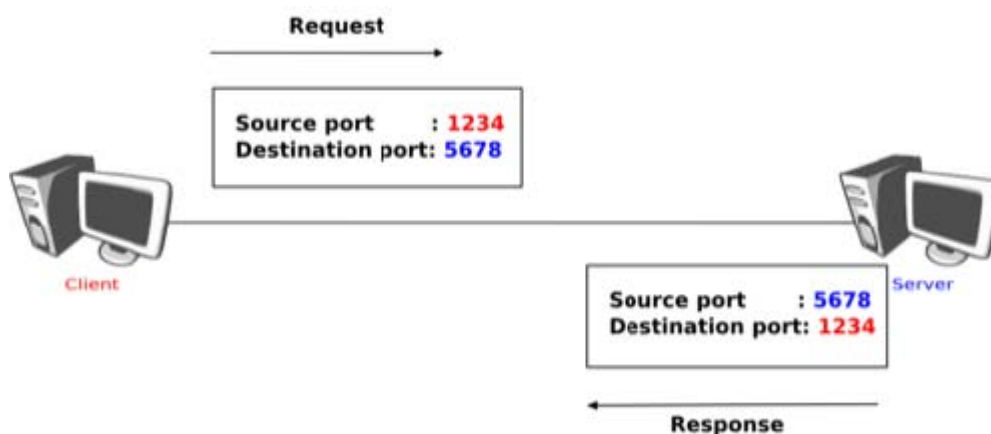 Request
Source port : 1234
Destination port: 5678
Client
Server
Source port : 5678
Destination port: 1234
Response